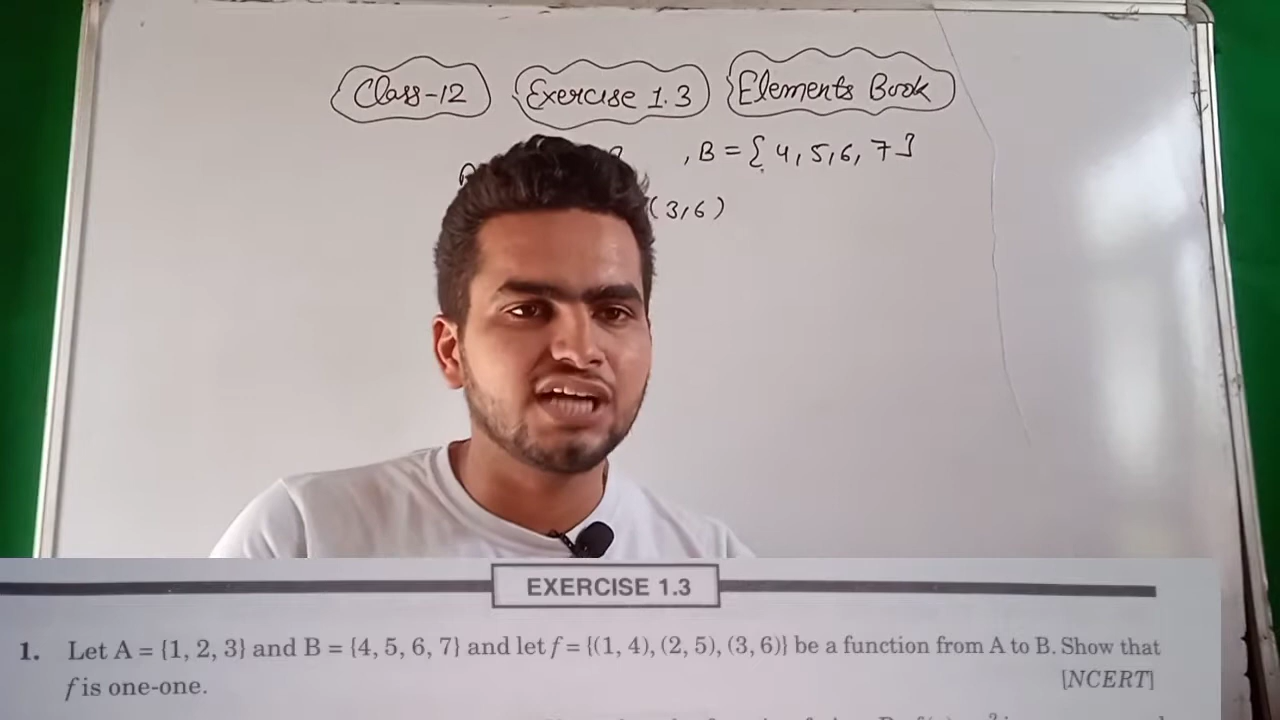 Class-12 Exercise 1.3 Elements Book
, B = { 4, 5, 6, 7 }
(3,6)
EXERCISE 1.3
1. Let A = {1, 2, 3} and B = {4, 5, 6, 7} and let f = {(1, 4), (2, 5), (3, 6)} be a function from A to B. Show that
f is one-one. [NCERT]